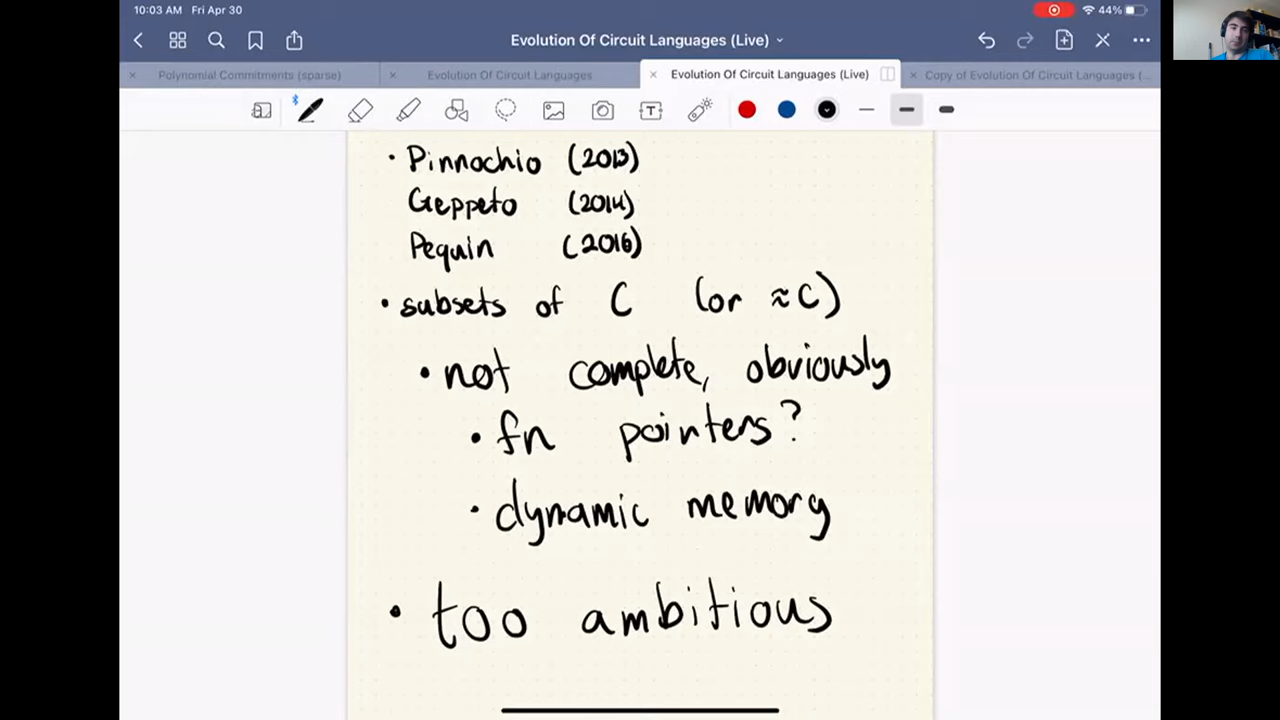 10:03 AM Fri Apr 30
44%
Evolution Of Circuit Languages (Live)
Polynomial Commitments (sparse)
Evolution Of Circuit Languages
Evolution Of Circuit Languages (Live)
Copy of Evolution Of Circuit Languages (...
T
· Pinnochio (2013)
Geppeto (2014)
Pequin (2016)
• subsets of C (or ≈C)
• not complete, obviously
• fn pointers?
• dynamic memory
• too ambitious